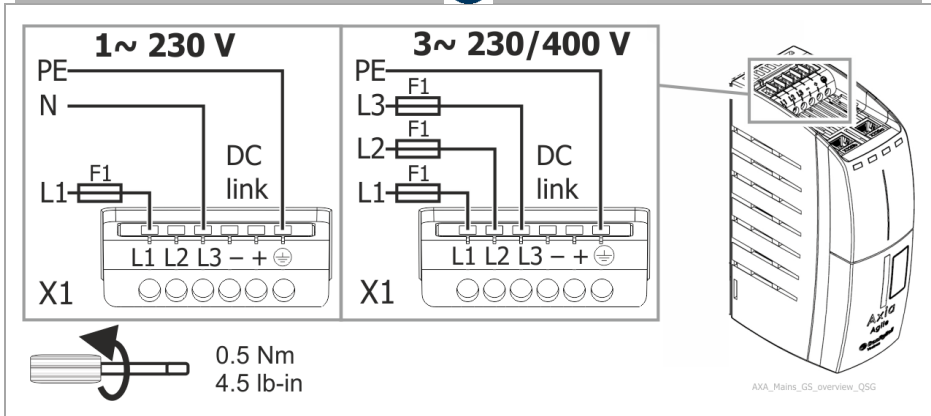 1~ 230 V
PE
N
L1
F1
DC
link
L1 L2 L3 – +
X1
3~ 230/400 V
PE
F1
L3
F1
L2
F1
L1
DC
link
L1 L2 L3 – +
X1
0.5 Nm
4.5 lb-in
Axia
Agile
AXA_Mains_GS_overview_QSG